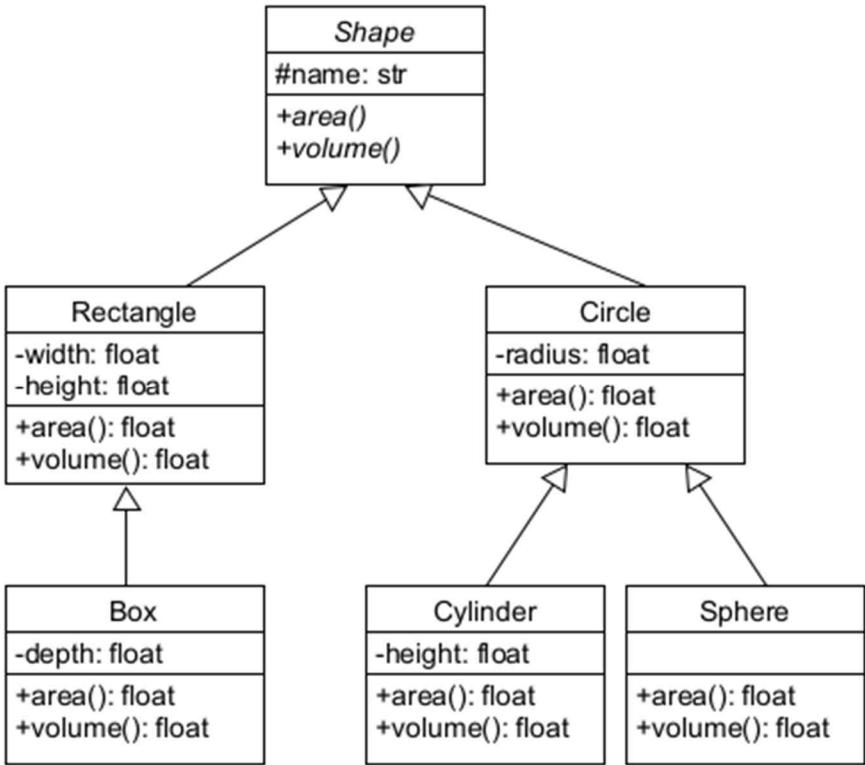 Shape
#name: str
+area()
+volume()
Rectangle
-width: float
-height: float
+area(): float
+volume(): float
Circle
-radius: float
+area(): float
+volume(): float
Box
-depth: float
+area(): float
+volume(): float
Cylinder
-height: float
+area(): float
+volume(): float
Sphere
+area(): float
+volume(): float